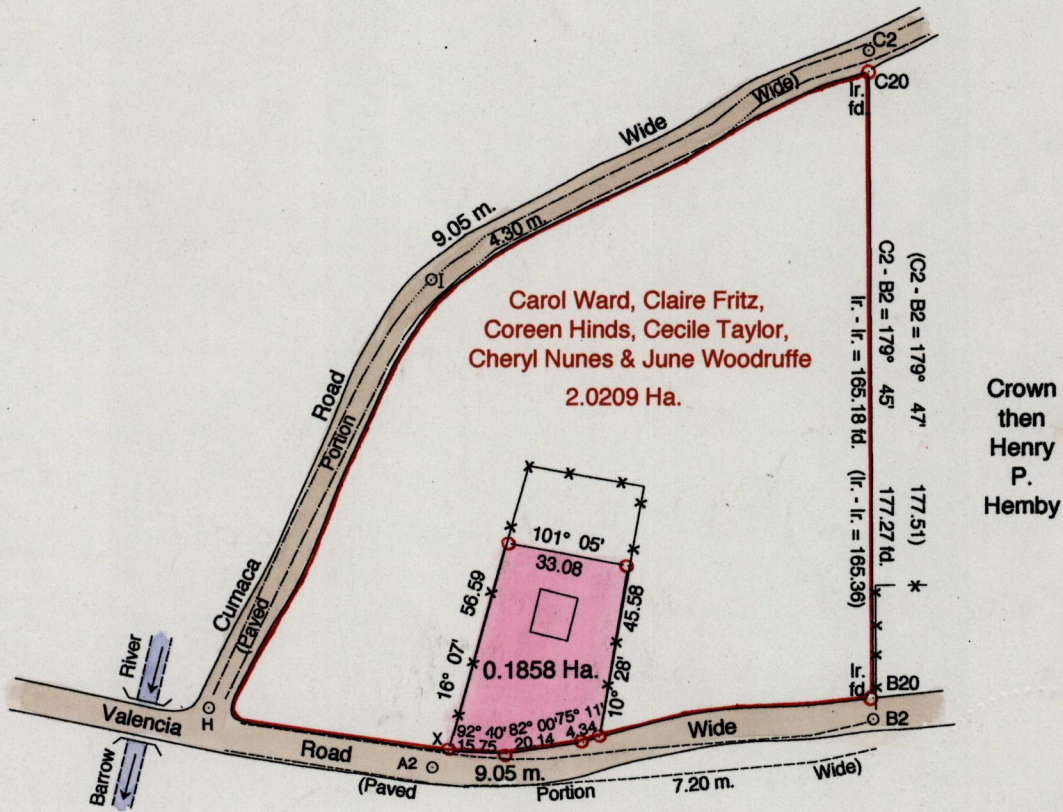 C2
C20
Ir.
fd.
Wide)
Wide
9.05 m.
4.30 m.
I
Carol Ward, Claire Fritz,
Coreen Hinds, Cecile Taylor,
Cheryl Nunes & June Woodruffe
2.0209 Ha.
(C2 - B2 = 179° 47' 177.51) *
C2 - B2 = 179° 45' 177.27 fd.
Ir. - Ir. = 165.18 fd. (Ir. - Ir. = 165.36)
Crown
then
Henry
P.
Hemby
Road
Portion
Cumaca
(Paved
101° 05'
33.08
56.59
16° 07'
45.58
10° 28'
0.1858 Ha.
92° 40' 82° 00' 75° 11'
15.75 20.14 4.34
River
Barrow
Valencia
H
Road
X
A2
9.05 m.
Wide
(Paved
Portion
7.20 m.
Wide)
Ir.
fd.
B20
B2